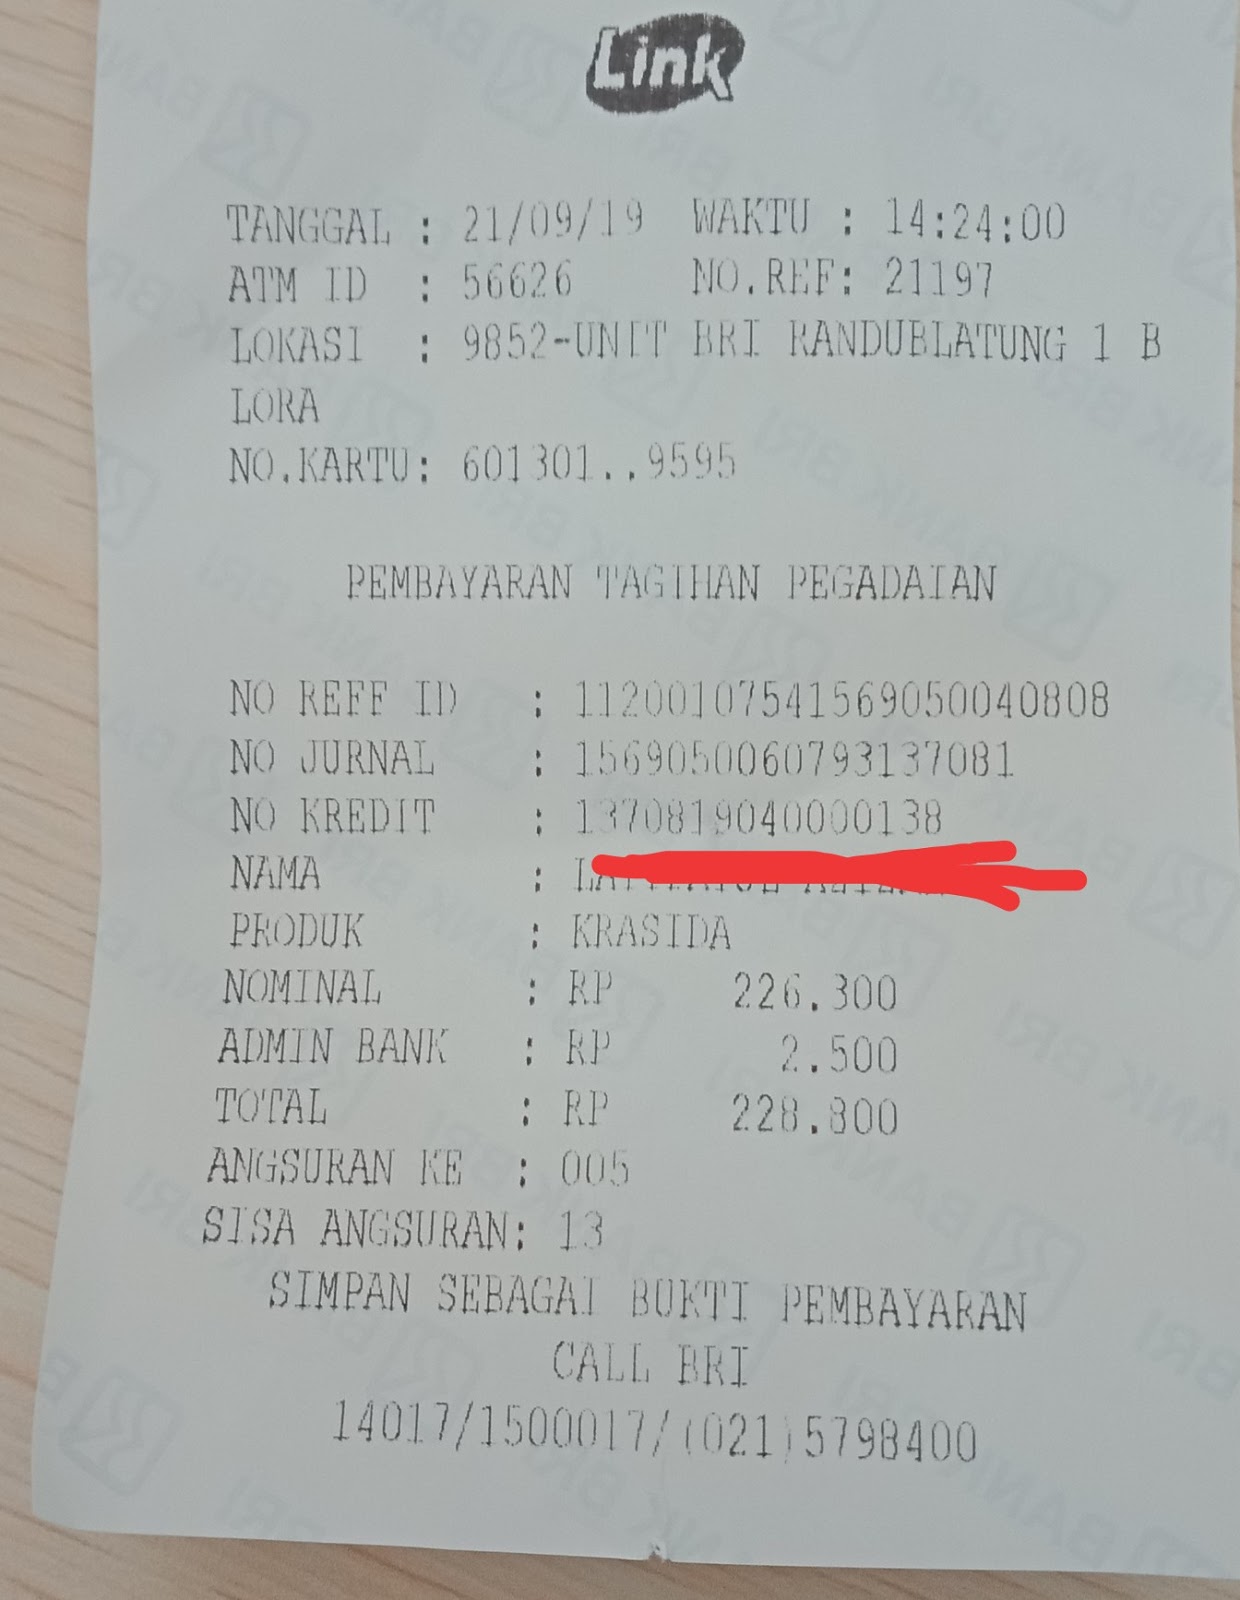 Link
TANGGAL : 21/09/19 WAKTU : 14:24:00
ATM ID : 56626 NO.REF: 21197
LOKASI : 9852-UNIT BRI RANDUBLATUNG 1 B
LORA
NO.KARTU: 601301..9595
PEMBAYARAN TAGIHAN PEGADAIAN
NO REFF ID : 1120010754156905004​0808
NO JURNAL : 1569050060793137081
NO KREDIT : 1370819040000138
NAMA :
PRODUK : KRASIDA
NOMINAL : RP 226.300
ADMIN BANK : RP 2.500
TOTAL : RP 228.800
ANGSURAN KE : 005
SISA ANGSURAN: 13
SIMPAN SEBAGAI BUKTI PEMBAYARAN
CALL BRI
14017/1500017/(021)5798400